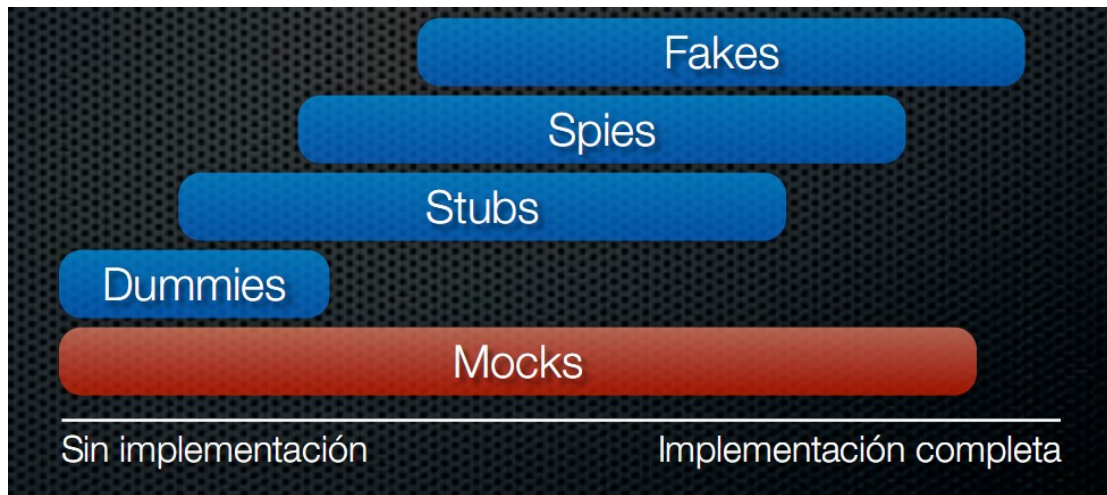 Fakes
Spies
Stubs
Dummies
Mocks
Sin implementación
Implementación completa